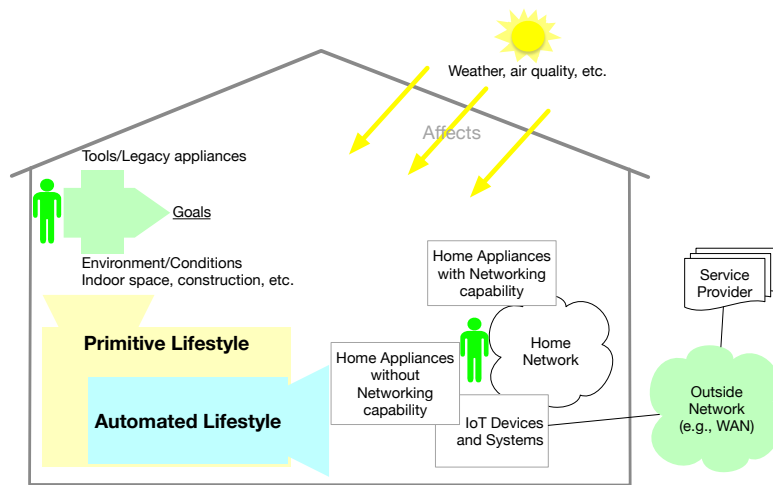 Weather, air quality, etc.
Affects
Tools/Legacy appliances
Goals
Environment/Conditions
Indoor space, construction, etc.
Primitive Lifestyle
Automated Lifestyle
Home Appliances
without
Networking
capability
Home Appliances
with Networking
capability
Home
Network
IoT Devices
and Systems
Service
Provider
Outside
Network
(e.g., WAN)